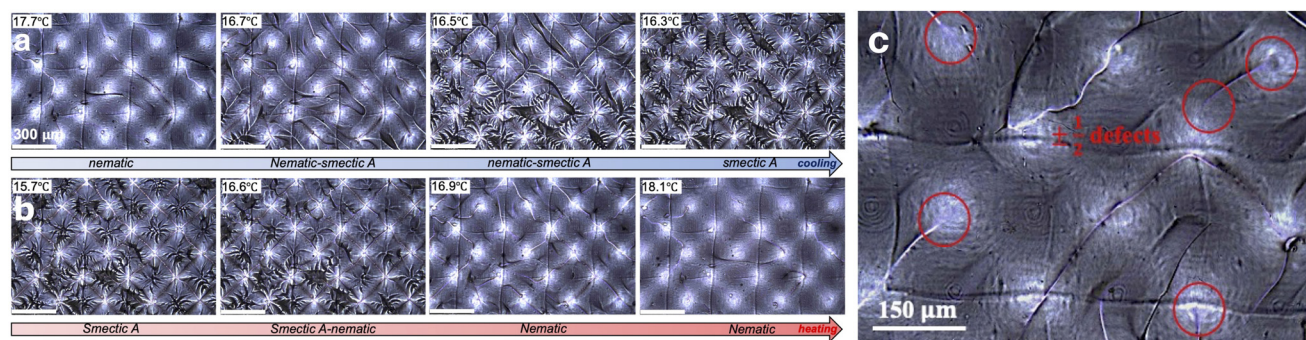 a
17.7℃
16.7℃
16.5℃
16.3℃
300 μm
nematic
Nematic-smectic A
nematic-smectic A
smectic A
cooling
b
15.7℃
16.6℃
16.9℃
18.1℃
Smectic A
Smectic A-nematic
Nematic
Nematic
heating
c
± 1/2 defects
150 μm